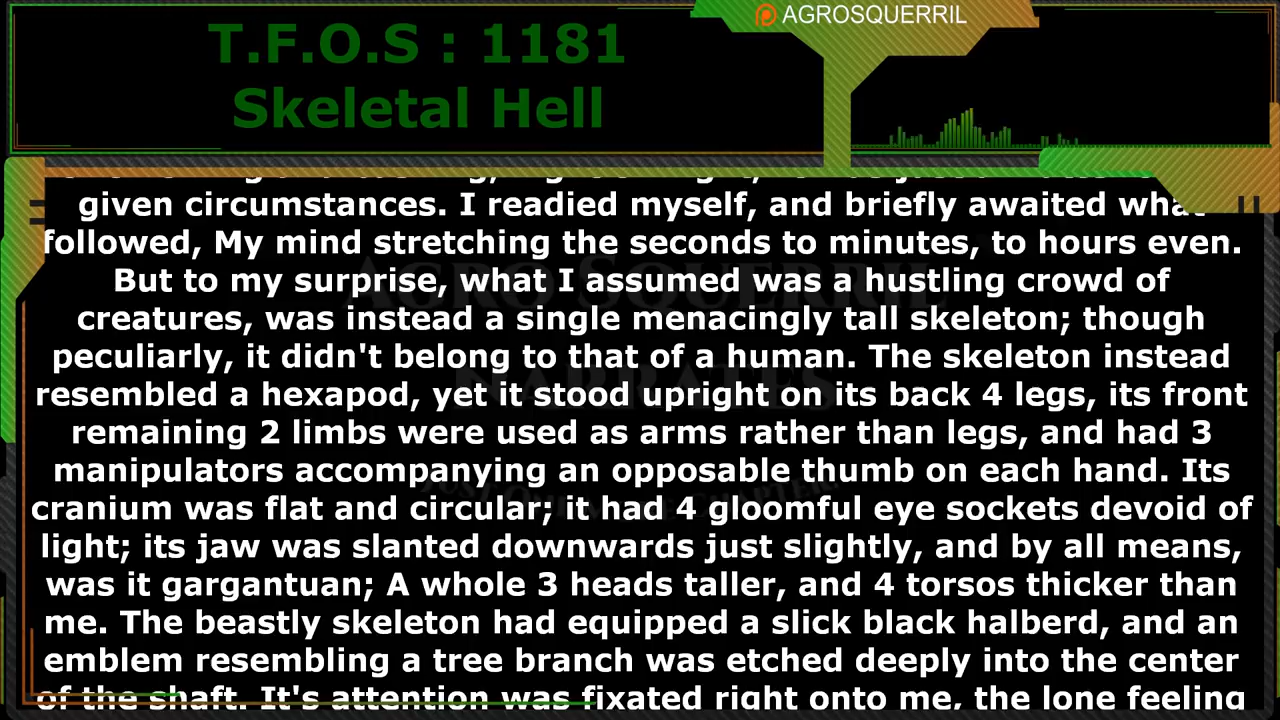 AGROSQUERRIL
T.F.O.S : 1181
Skeletal Hell
given circumstances. I readied myself, and briefly awaited what
followed, My mind stretching the seconds to minutes, to hours even.
But to my surprise, what I assumed was a hustling crowd of
creatures, was instead a single menacingly tall skeleton; though
peculiarly, it didn't belong to that of a human. The skeleton instead
resembled a hexapod, yet it stood upright on its back 4 legs, its front
remaining 2 limbs were used as arms rather than legs, and had 3
manipulators accompanying an opposable thumb on each hand. Its
cranium was flat and circular; it had 4 gloomful eye sockets devoid of
light; its jaw was slanted downwards just slightly, and by all means,
was it gargantuan; A whole 3 heads taller, and 4 torsos thicker than
me. The beastly skeleton had equipped a slick black halberd, and an
emblem resembling a tree branch was etched deeply into the center
of the shaft. It's attention was fixated right onto me, the lone feeling